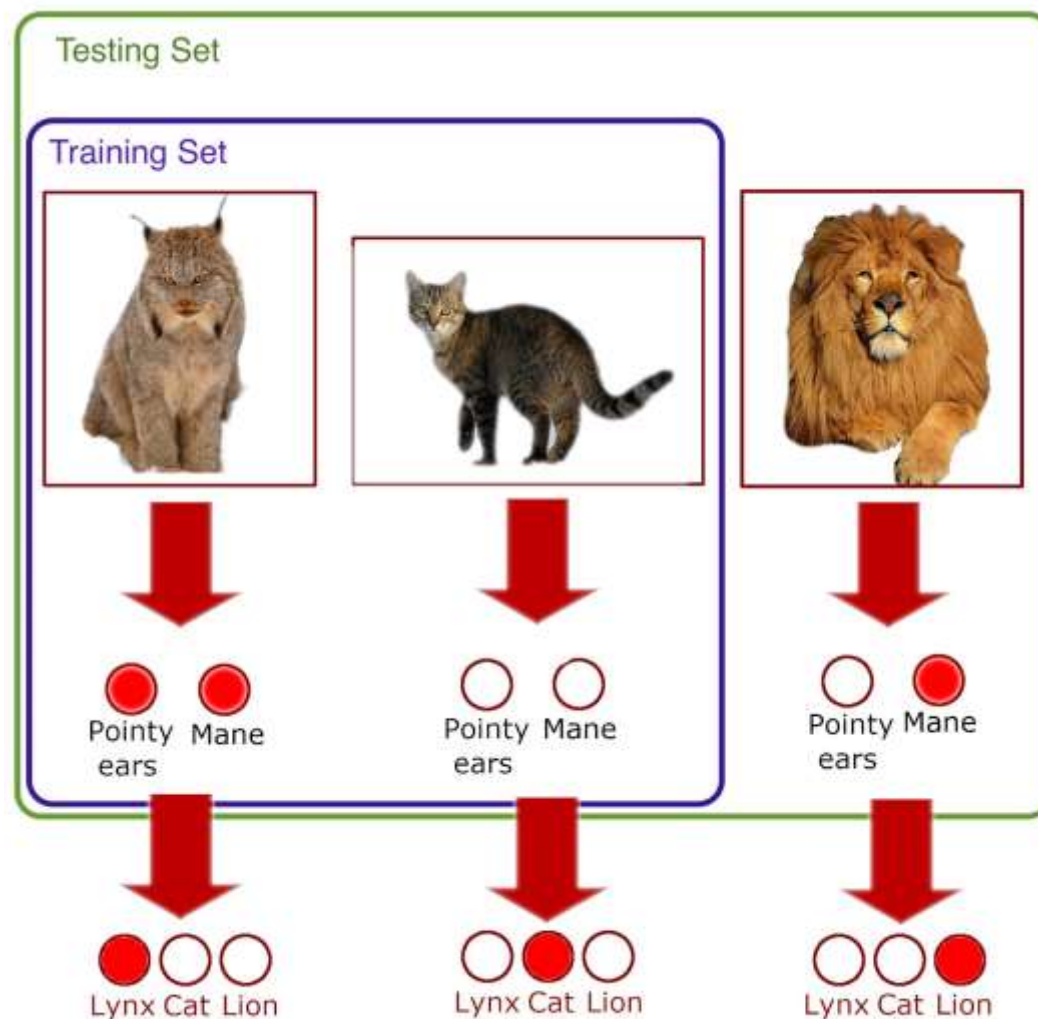 Testing Set
Training Set
Pointy ears
Mane
Pointy ears
Mane
Pointy ears
Mane
Lynx Cat Lion
Lynx Cat Lion
Lynx Cat Lion